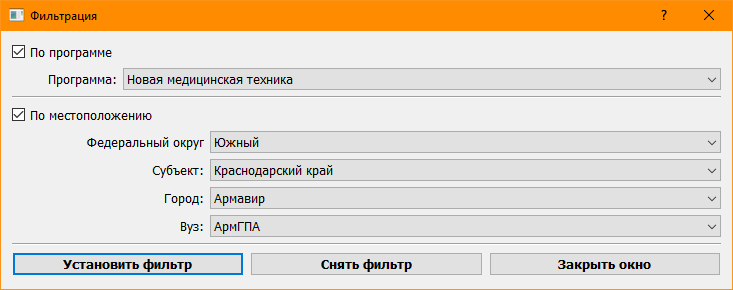 Фильтрация ?
По программе
Программа: Новая медицинская техника
По местоположению
Федеральный округ Южный
Субъект: Краснодарский край
Город: Армавир
Вуз: АрмГПА
Установить фильтр Снять фильтр Закрыть окно